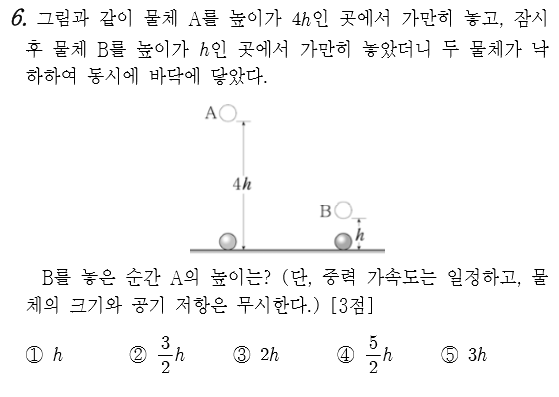 6. 그림과 같이 물체 A를 높이가 4h인 곳에서 가만히 놓고, 잠시
후 물체 B를 높이가 h인 곳에서 가만히 놓았더니 두 물체가 낙
하하여 동시에 바닥에 닿았다.
A
4h
B
h
B를 놓은 순간 A의 높이는? (단, 중력 가속도는 일정하고, 물
체의 크기와 공기 저항은 무시한다.) [3점]
① h ② 3/2 h ③ 2h ④ 5/2 h ⑤ 3h